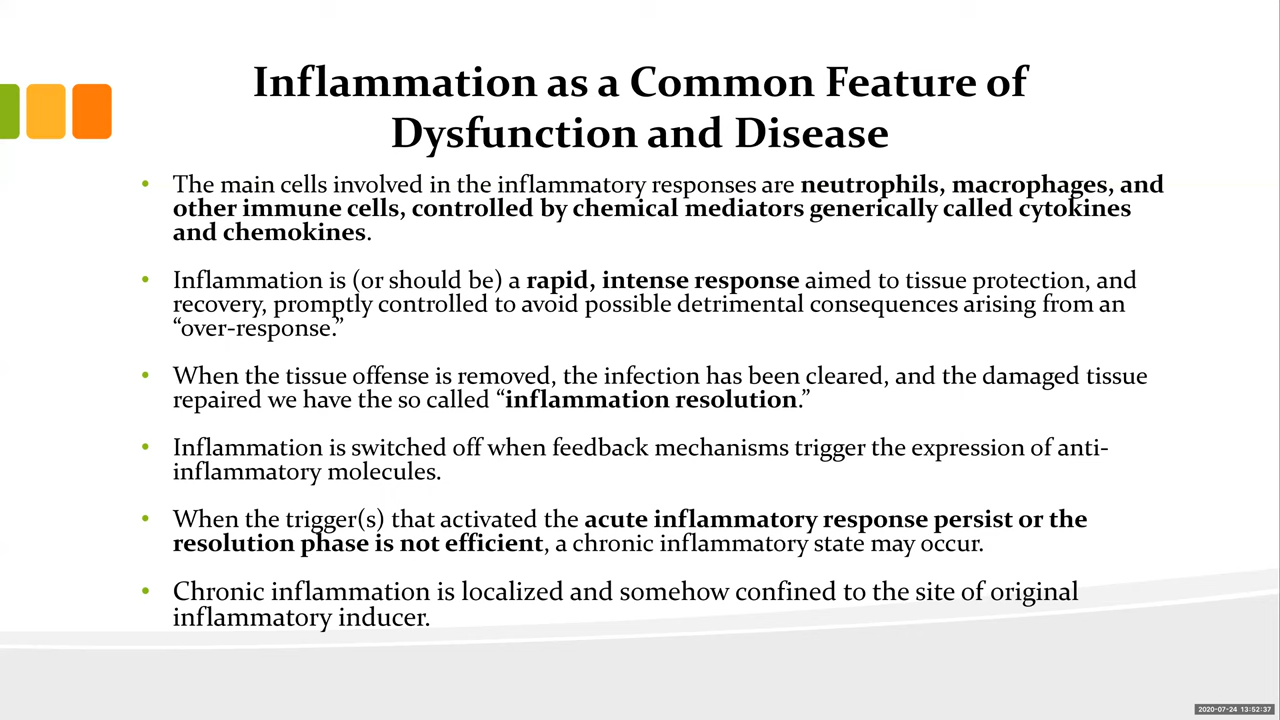 Inflammation as a Common Feature of
Dysfunction and Disease
• The main cells involved in the inflammatory responses are neutrophils, macrophages, and
other immune cells, controlled by chemical mediators generically called cytokines
and chemokines.
• Inflammation is (or should be) a rapid, intense response aimed to tissue protection, and
recovery, promptly controlled to avoid possible detrimental consequences arising from an
“over-response.”
• When the tissue offense is removed, the infection has been cleared, and the damaged tissue
repaired we have the so called “inflammation resolution.”
• Inflammation is switched off when feedback mechanisms trigger the expression of anti-
inflammatory molecules.
• When the trigger(s) that activated the acute inflammatory response persist or the
resolution phase is not efficient, a chronic inflammatory state may occur.
• Chronic inflammation is localized and somehow confined to the site of original
inflammatory inducer.
2020-07-24 13:52:37